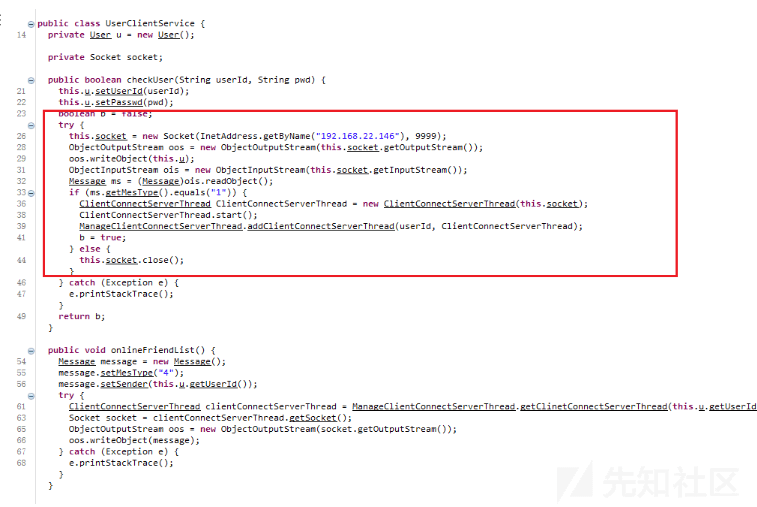 public class UserClientService {
14 private User u = new User();
private Socket socket;
public boolean checkUser(String userId, String pwd) {
21 this.u.setUserId(userId);
22 this.u.setPasswd(pwd);
23 boolean b = false;
try {
26 this.socket = new Socket(InetAddress.getByName("192.168.22.146"), 9999);
28 ObjectOutputStream oos = new ObjectOutputStream(this.socket.getOutputStream());
29 oos.writeObject(this.u);
31 ObjectInputStream ois = new ObjectInputStream(this.socket.getInputStream());
32 Message ms = (Message)ois.readObject();
33 if (ms.getMesType().equals("1")) {
36 ClientConnectServerThread ClientConnectServerThread = new ClientConnectServerThread(this.socket);
38 ClientConnectServerThread.start();
39 ManageClientConnectServerThread.addClientConnectServerThread(userId, ClientConnectServerThread);
41 b = true;
} else {
44 this.socket.close();
}
46 } catch (Exception e) {
47 e.printStackTrace();
}
49 return b;
}
public void onlineFriendList() {
54 Message message = new Message();
55 message.setMesType("4");
56 message.setSender(this.u.getUserId());
try {
61 ClientConnectServerThread clientConnectServerThread = ManageClientConnectServerThread.getClinetConnectServerThread(this.u.getUserId
63 Socket socket = clientConnectServerThread.getSocket();
65 ObjectOutputStream oos = new ObjectOutputStream(socket.getOutputStream());
66 oos.writeObject(message);
67 } catch (Exception e) {
68 e.printStackTrace();
}
}
先知社区